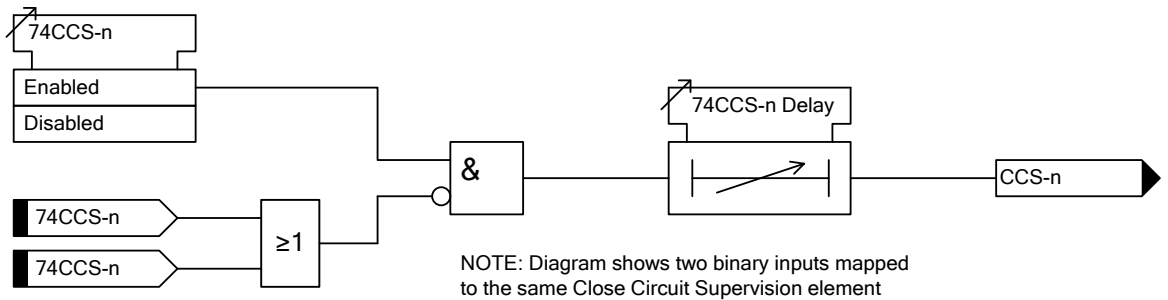 74CCS-n
Enabled
Disabled
74CCS-n Delay
&
CCS-n
74CCS-n
≥1
74CCS-n
NOTE: Diagram shows two binary inputs mapped
to the same Close Circuit Supervision element